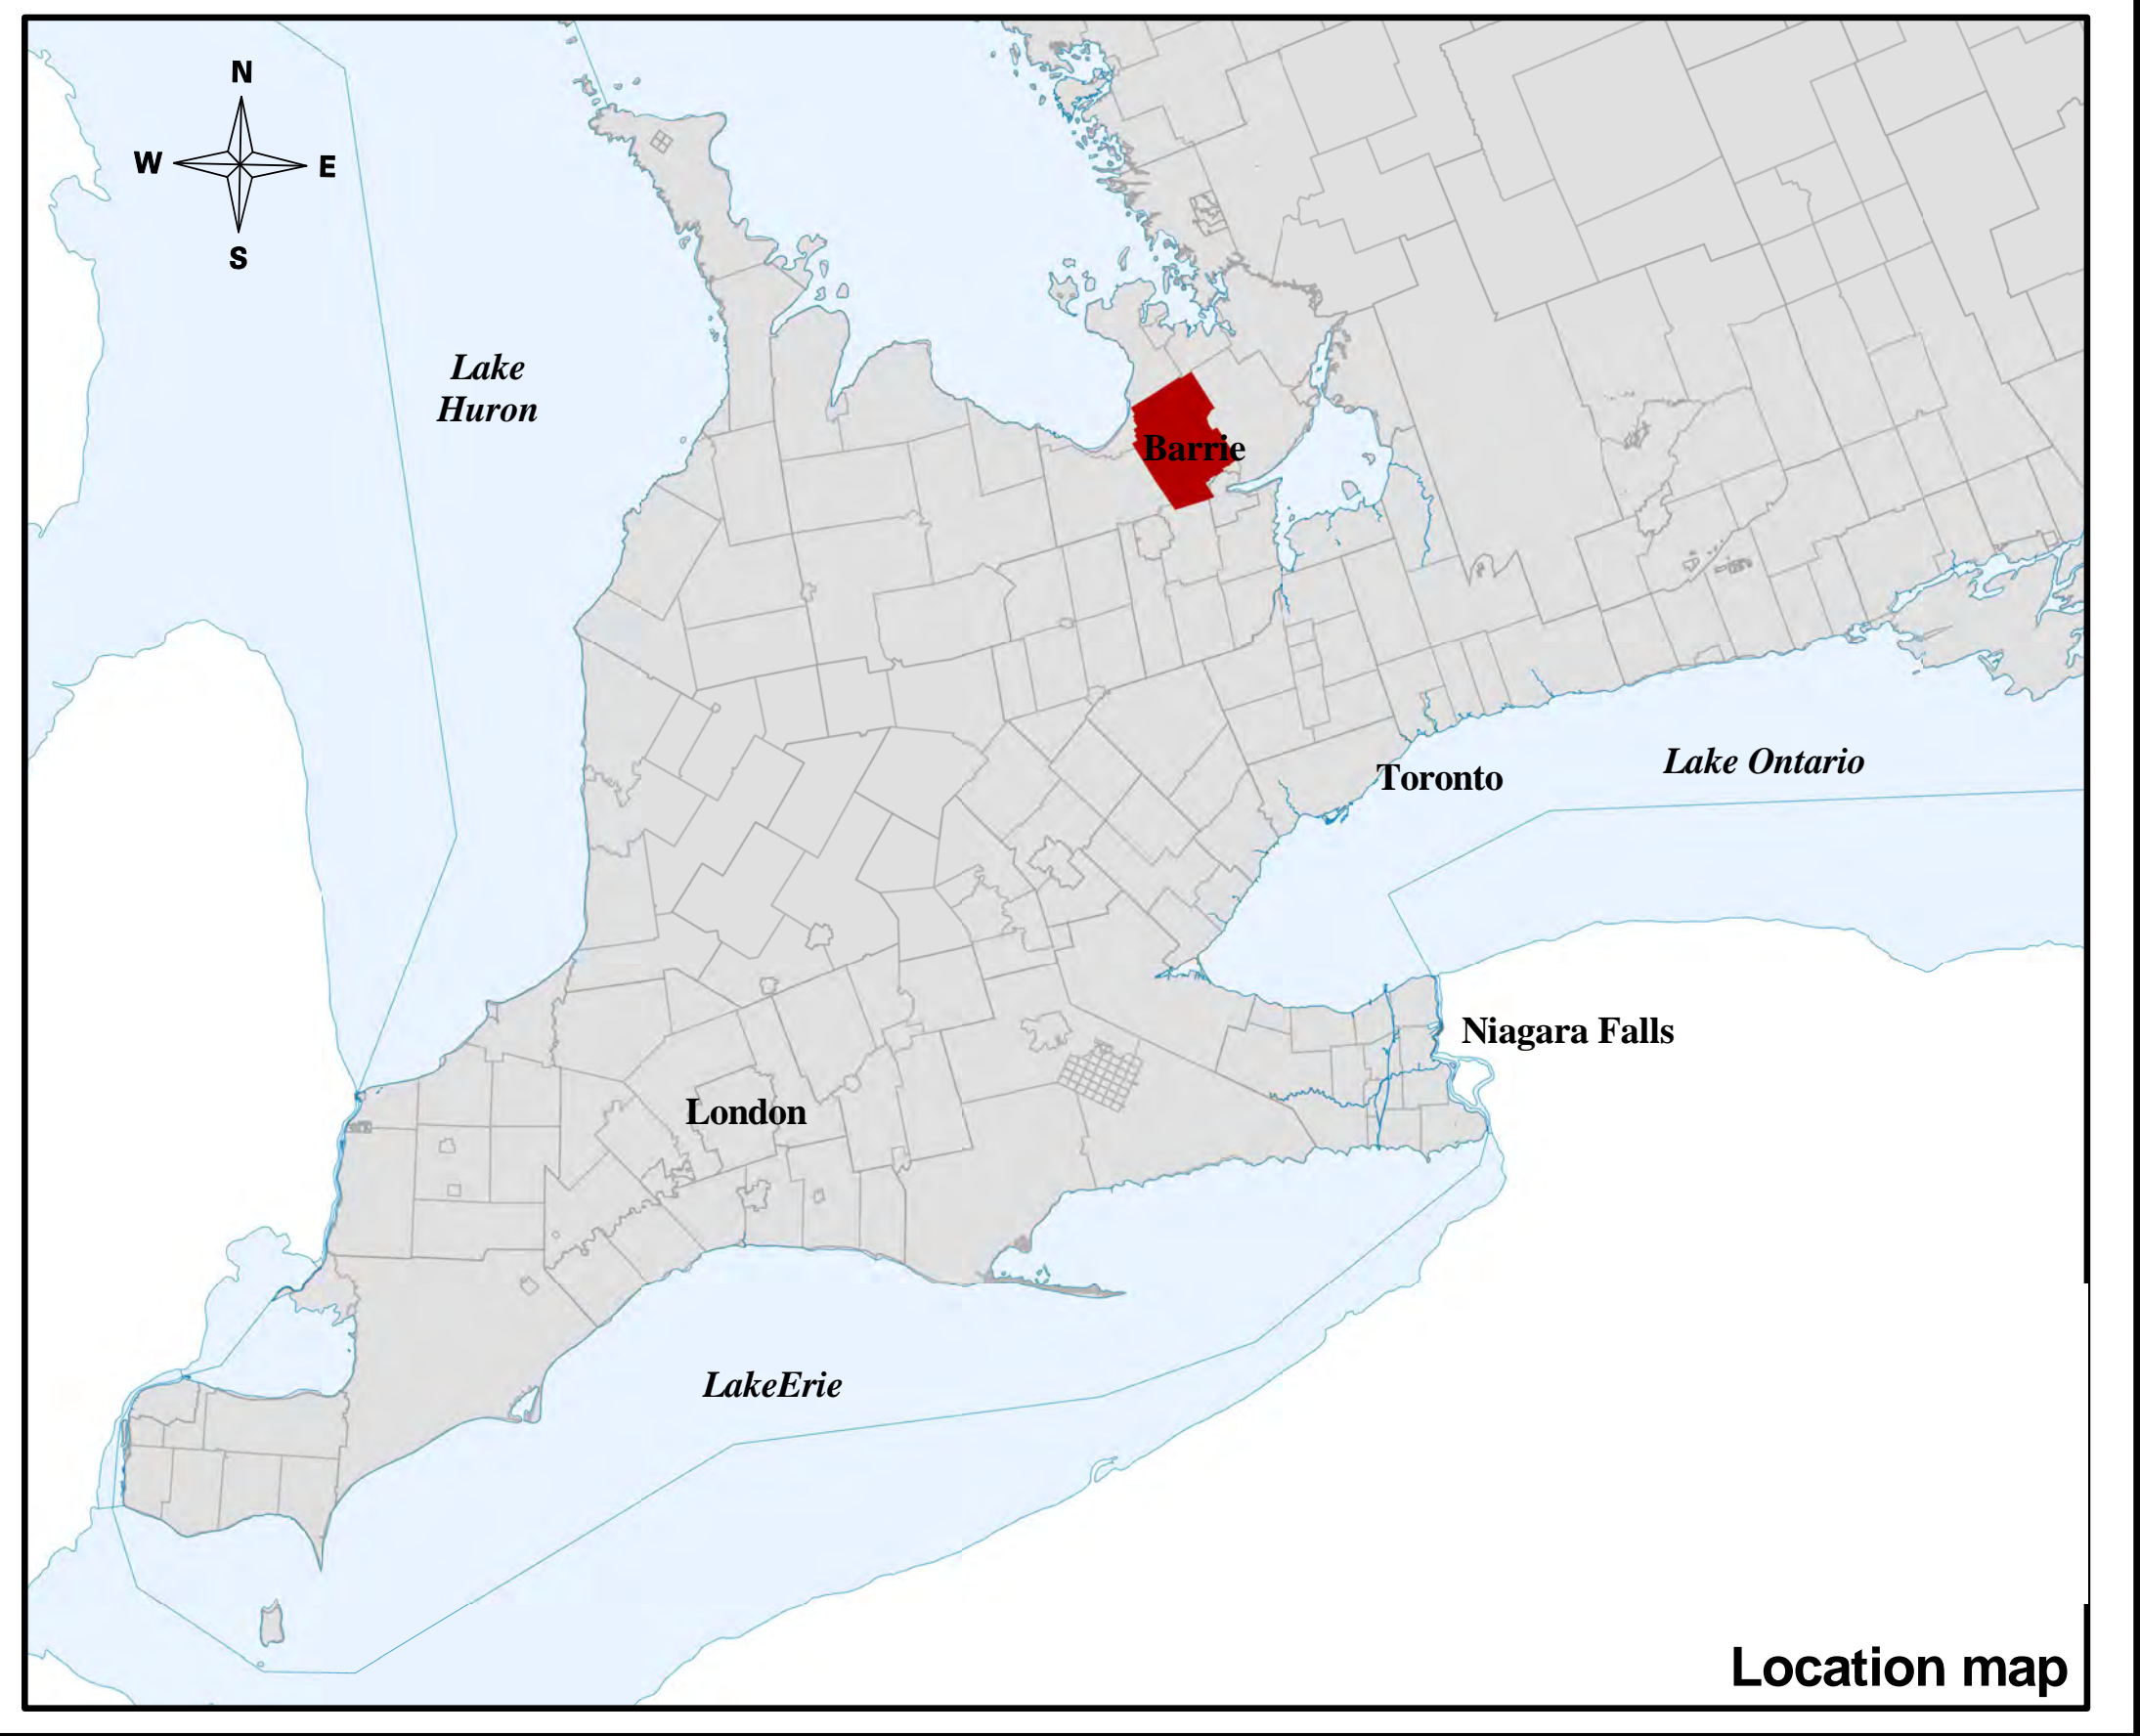 N
W
E
S
Lake
Huron
Barrie
Toronto
Lake Ontario
Niagara Falls
London
LakeErie
Location map